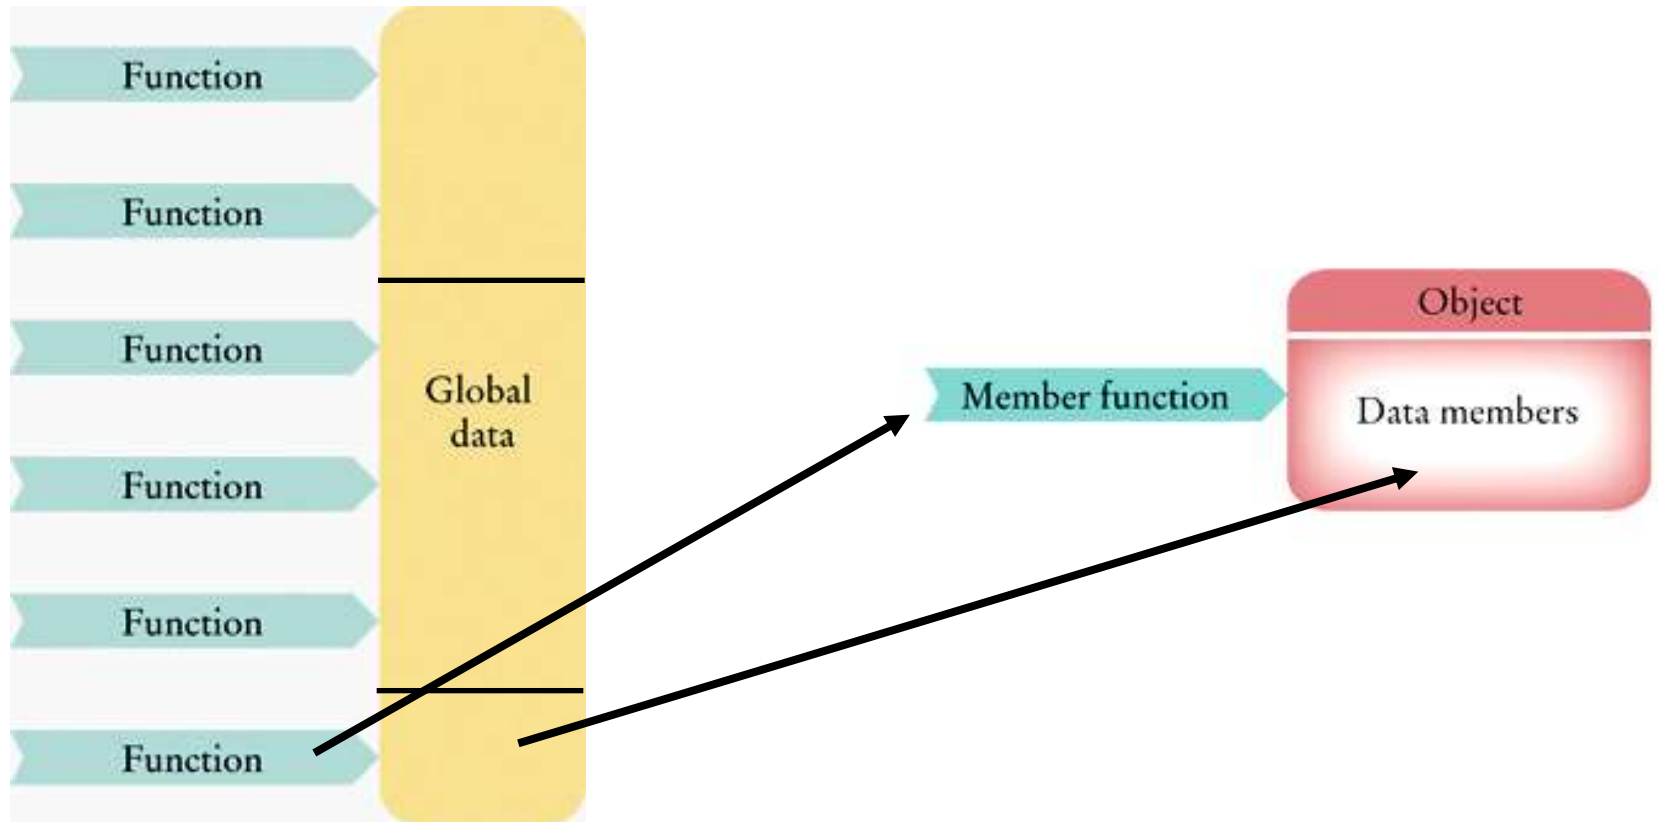 Function
Function
Function
Function
Function
Function
Global
data
Member function
Object
Data members